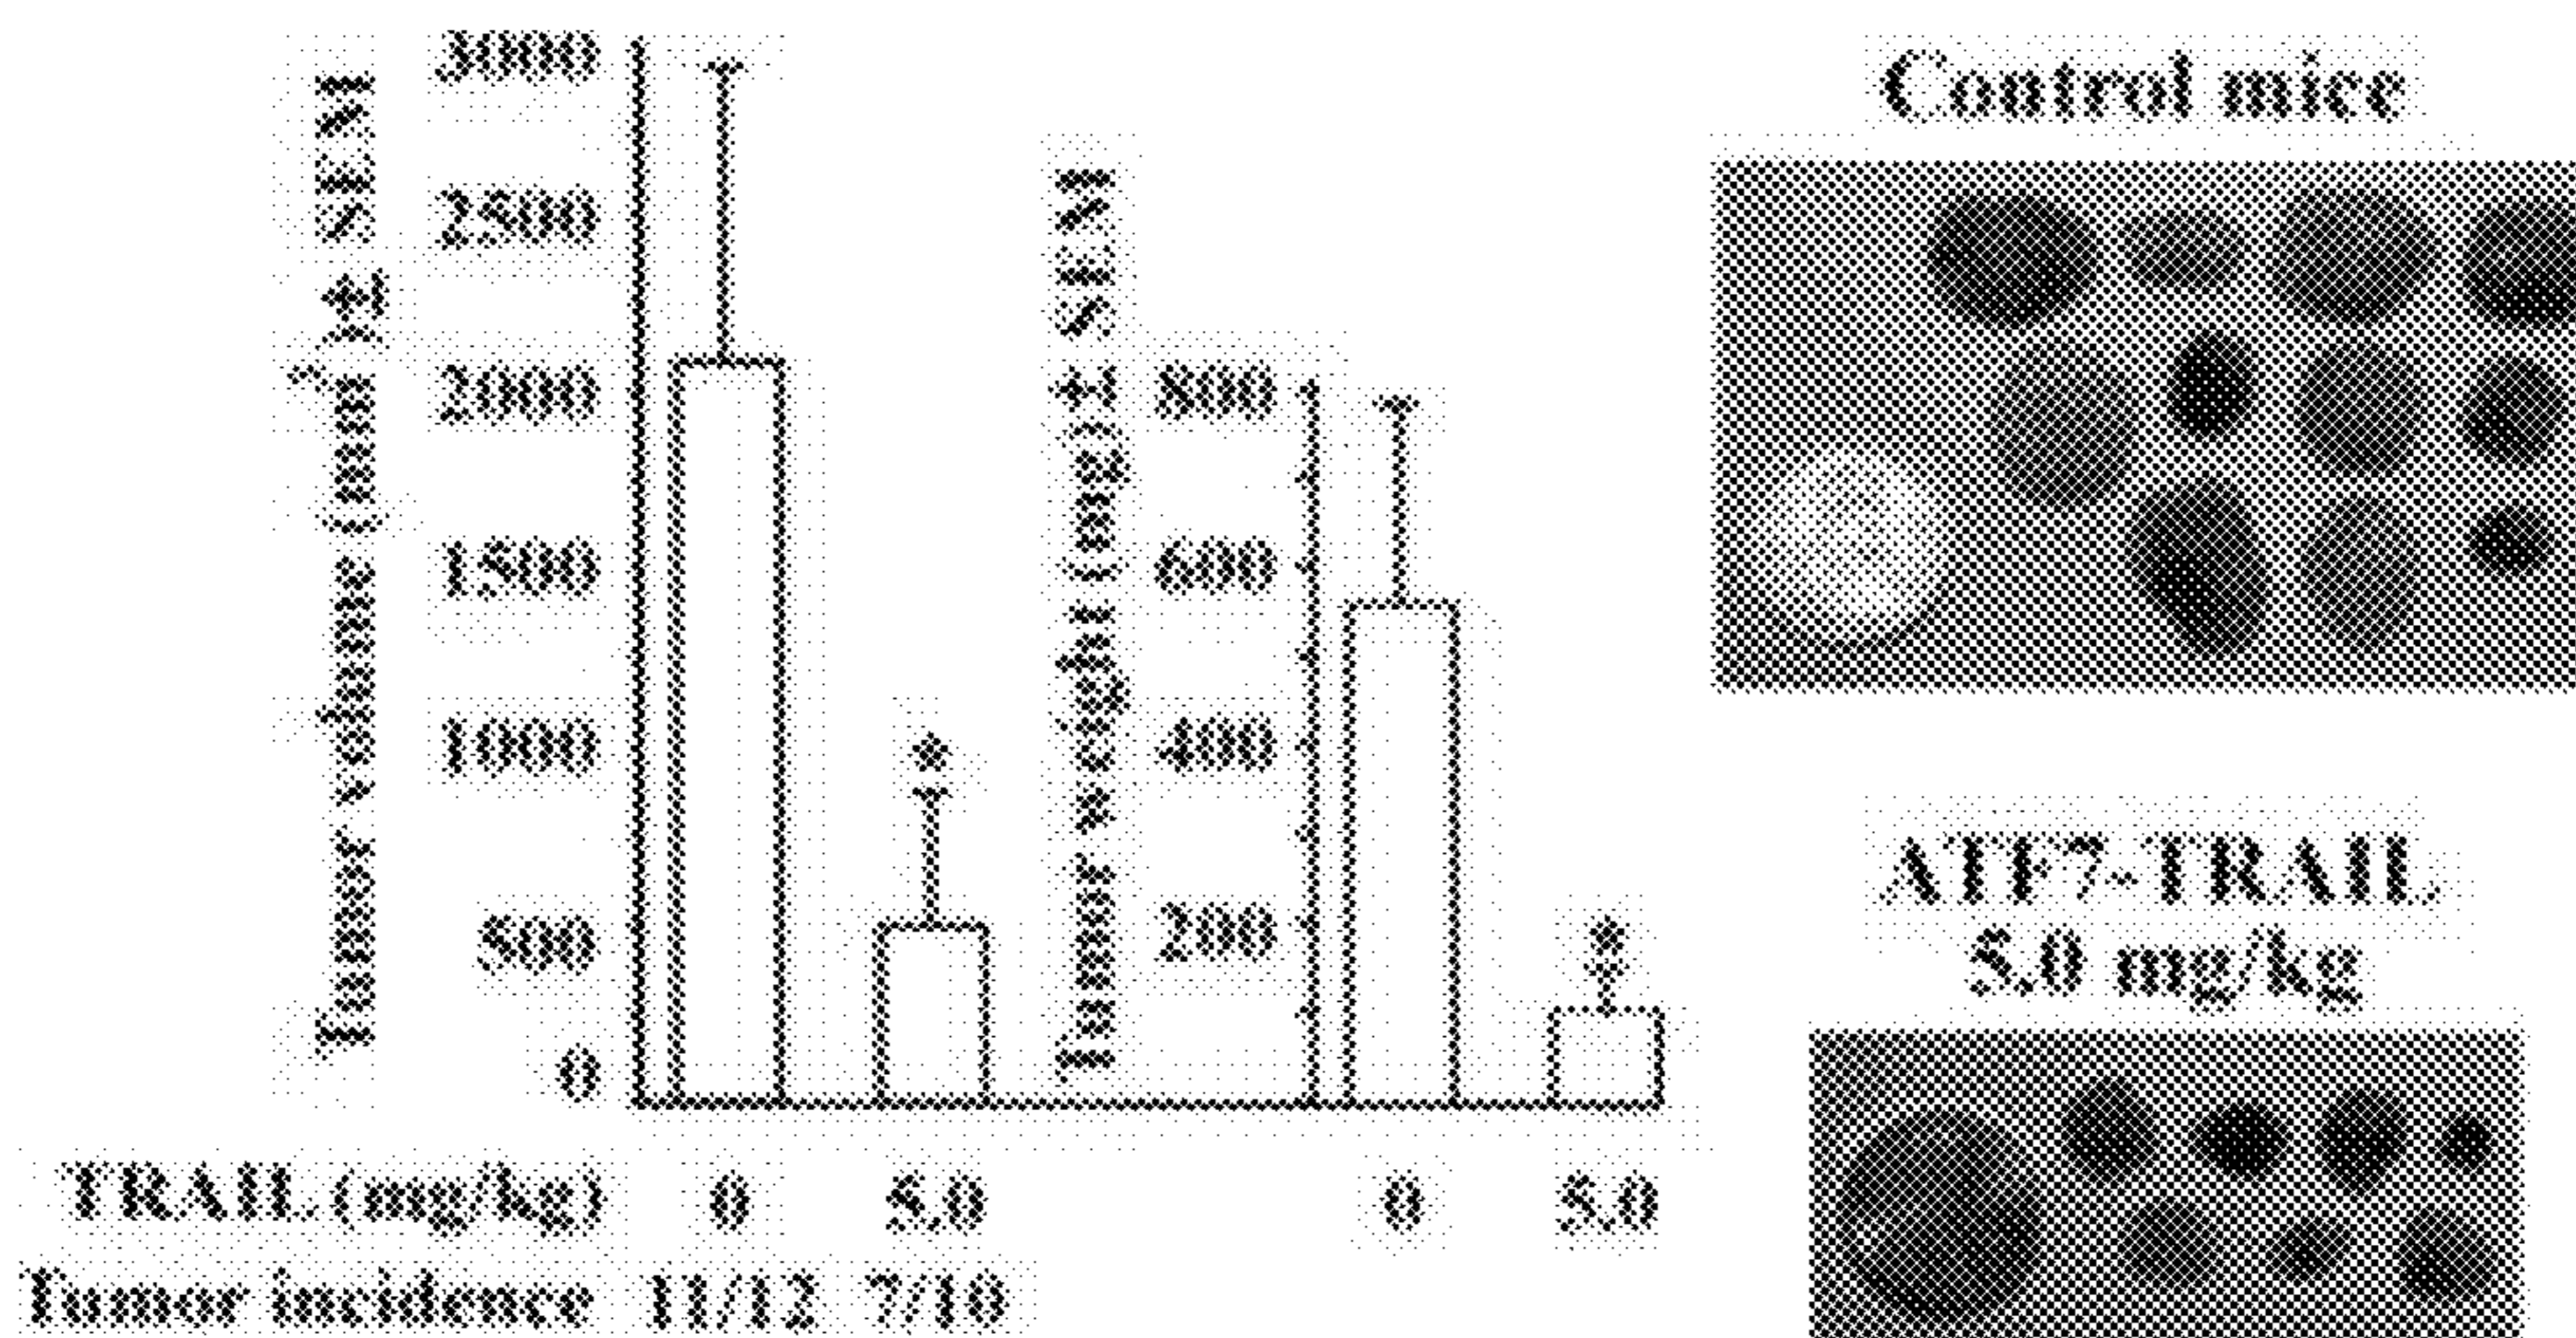 Tumor volume (mm³) ± SEM
3000
2500
2000
1500
1000
500
0
Tumor weight (mg) ± SEM
800
600
400
200
*
*
TRAIL (mg/kg) 0 5.0 0 5.0
Tumor incidence 11/12 7/10
Control mice
ATF7-TRAIL
5.0 mg/kg